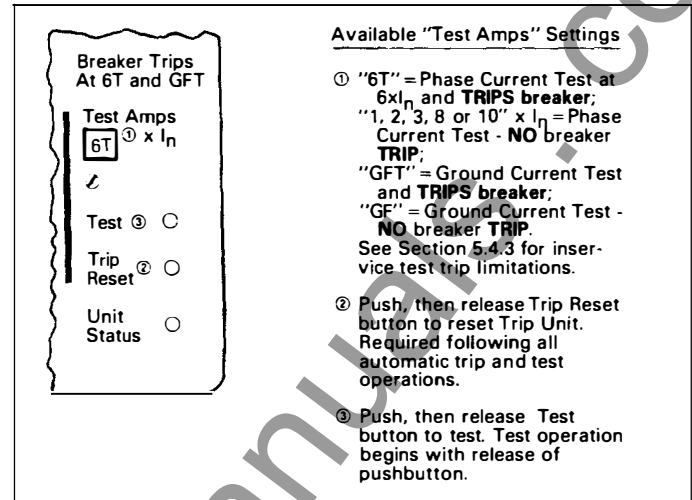 Breaker Trips
At 6T and GFT
Test Amps
6T ① x In
Test ③
Trip
Reset ②
Unit
Status
Available "Test Amps" Settings
① "6T" = Phase Current Test at
6xIn and TRIPS breaker;
"1, 2, 3, 8 or 10" x In = Phase
Current Test - NO breaker
TRIP;
"GFT" = Ground Current Test
and TRIPS breaker;
"GF" = Ground Current Test -
NO breaker TRIP.
See Section 5.4.3 for inser-
vice test trip limitations.
② Push, then release Trip Reset
button to reset Trip Unit.
Required following all
automatic trip and test
operations.
③ Push, then release Test
button to test. Test operation
begins with release of
pushbutton.